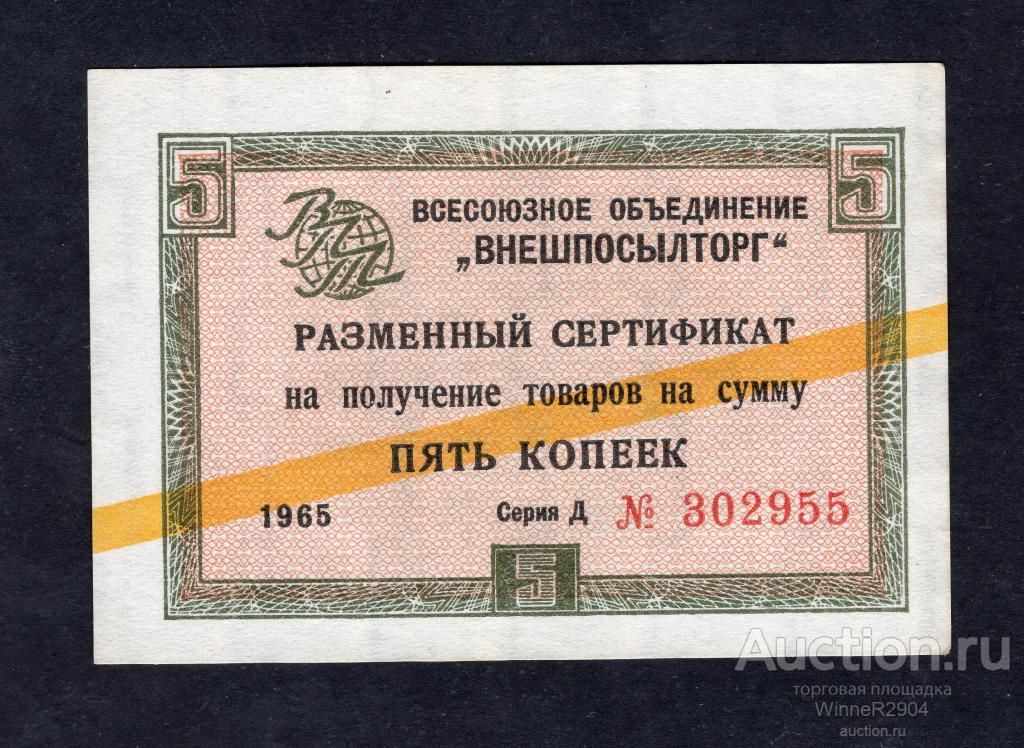 5 5
ВПТ
ВСЕСОЮЗНОЕ ОБЪЕДИНЕНИЕ
„ВНЕШПОСЫЛТОРГ“
РАЗМЕННЫЙ СЕРТИФИКАТ
на получение товаров на сумму
ПЯТЬ КОПЕЕК
1965 Серия Д № 302955
5
Auction.ru
торговая площадка
WinneR2904
auction.ru